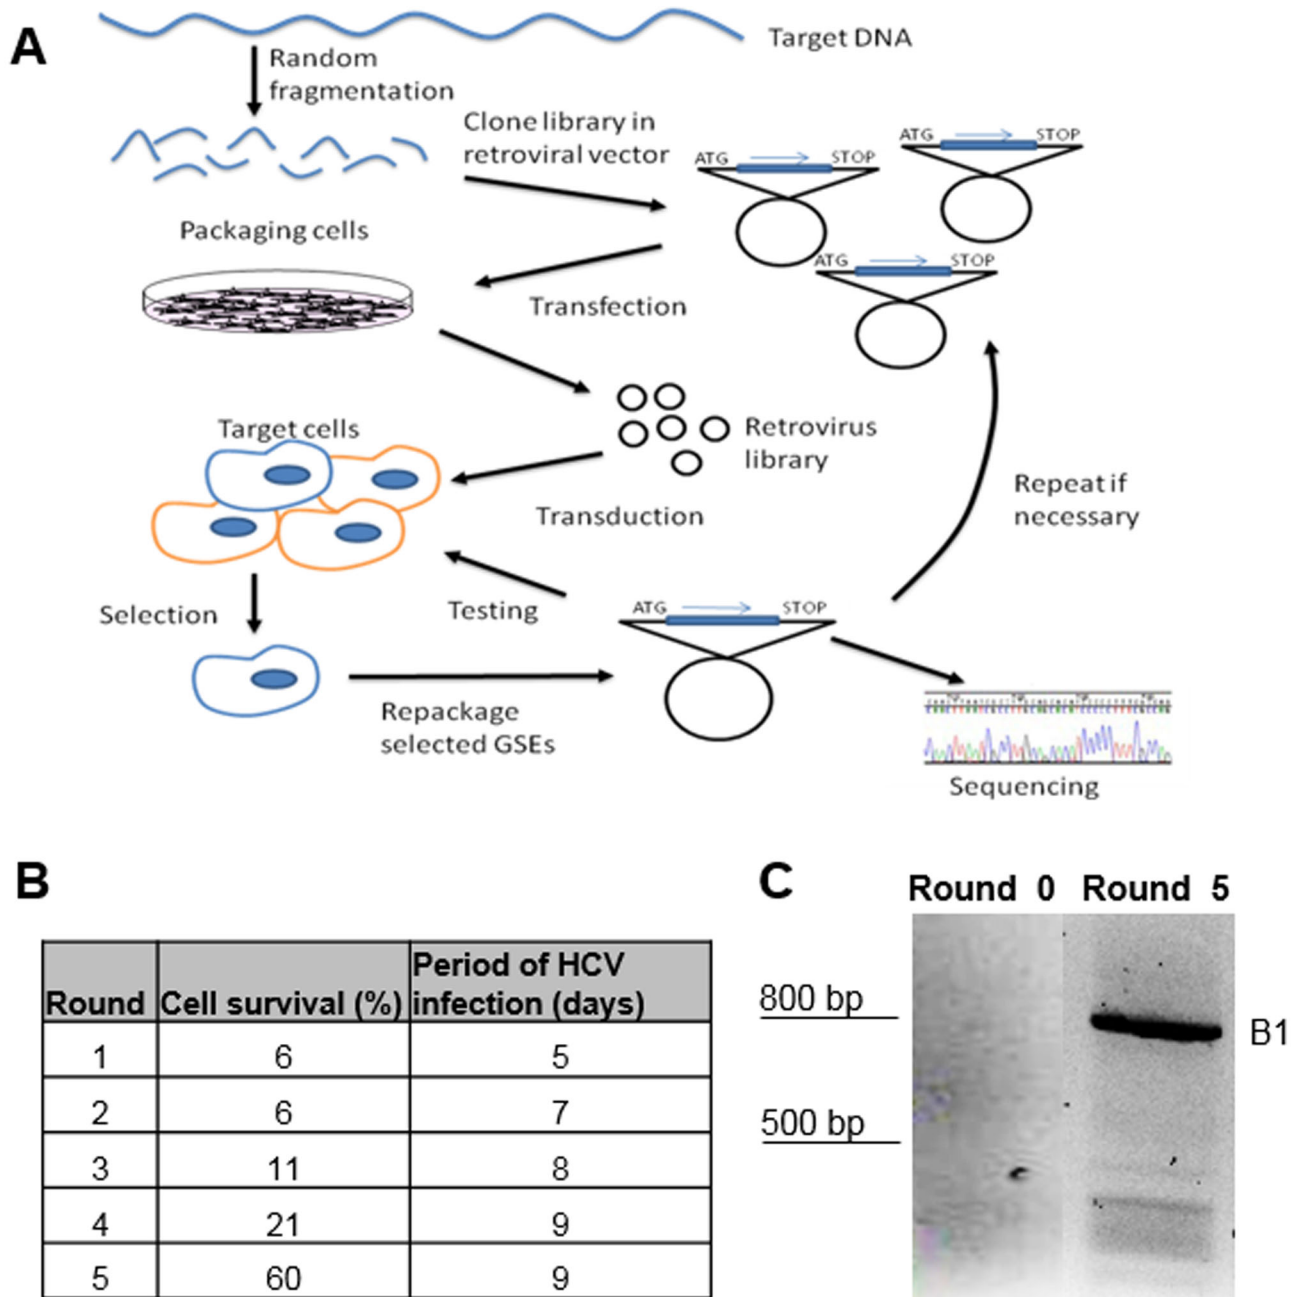 A
Target DNA
Random
fragmentation
Clone library in
retroviral vector
ATG STOP
ATG STOP
ATG STOP
Packaging cells
Transfection
Target cells
Retrovirus
library
Transduction
Repeat if
necessary
Selection
Testing
ATG STOP
Repackage
selected GSEs
Sequencing
B
Round Cell survival (%) Period of HCV
infection (days)
1 6 5
2 6 7
3 11 8
4 21 9
5 60 9
C
Round 0 Round 5
800 bp
B1
500 bp